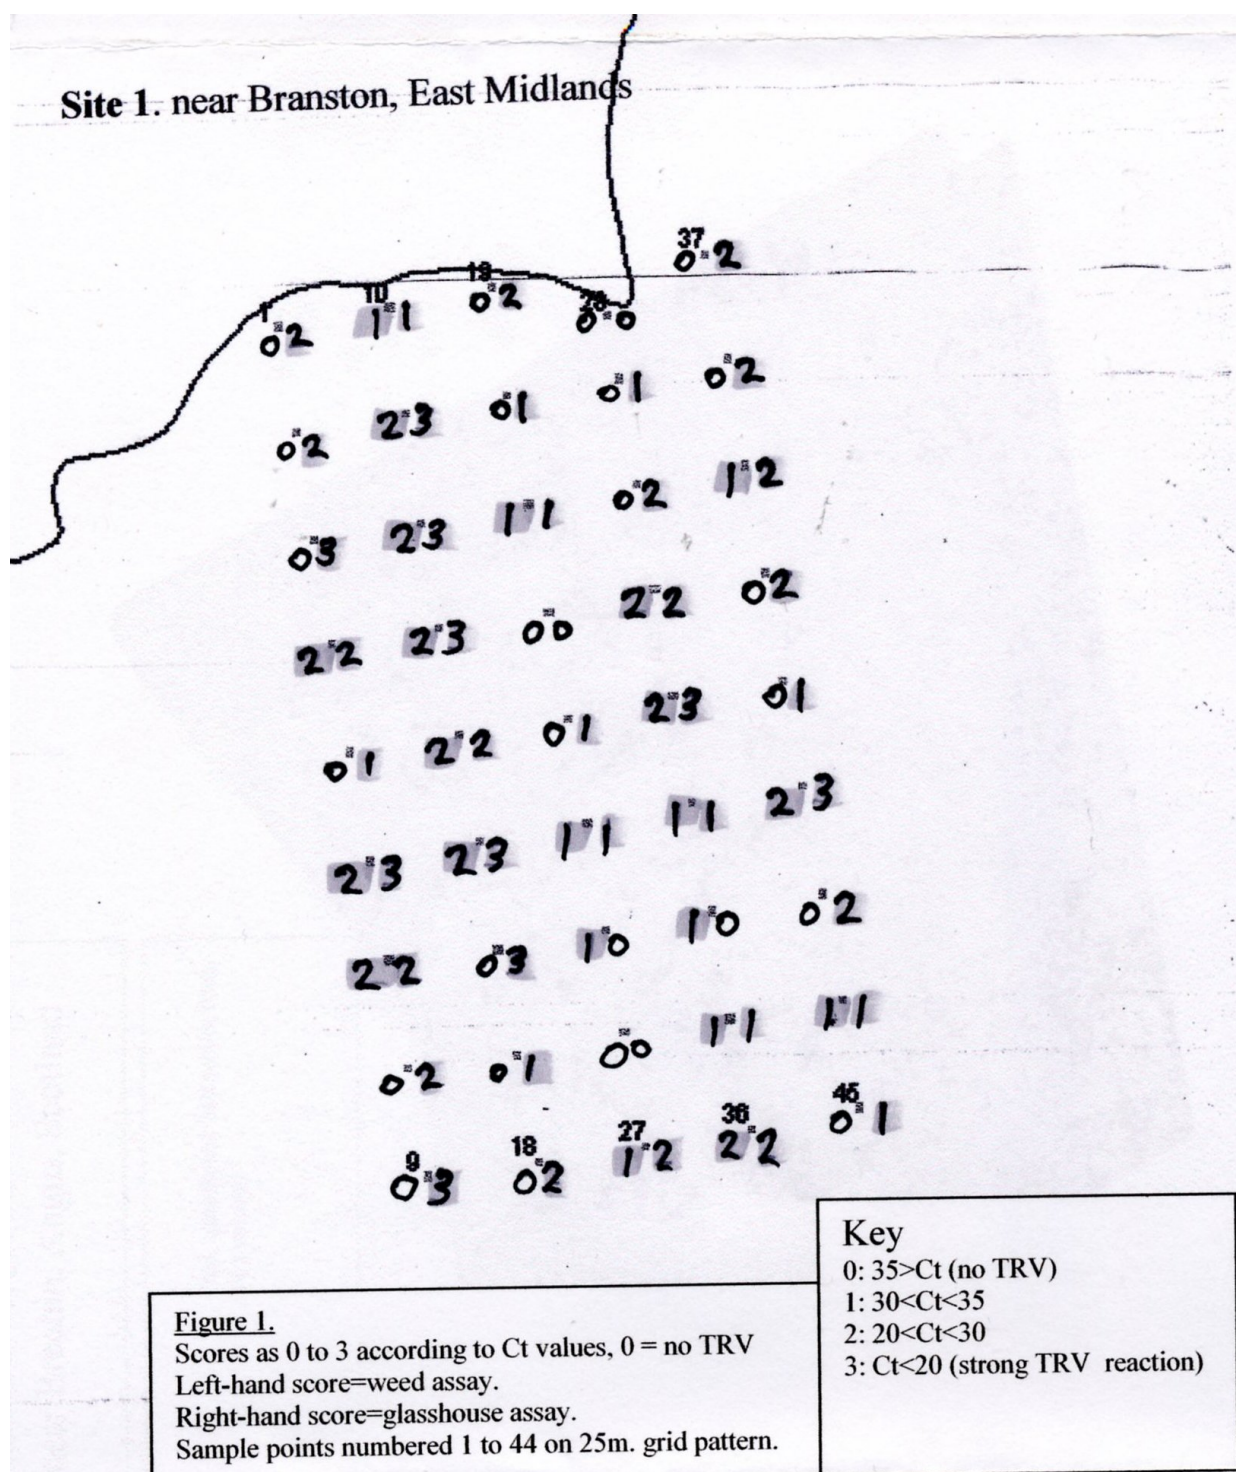 Site 1. near Branston, East Midlands
37
0 2
1 10 19 28
0 2 1 1 0 2 0 0
0 2 2 3 0 1 0 1 0 2
0 3 2 3 1 1 0 2 1 2
2 2 2 3 0 0 2 2 0 2
0 1 2 2 0 1 2 3 0 1
2 3 2 3 1 1 1 1 2 3
2 2 0 3 1 0 1 0 0 2
0 2 0 1 0 0 1 1 1 1
9 18 27 36 45
0 3 0 2 1 2 2 2 0 1
Key
0: 35>Ct (no TRV)
1: 30<Ct<35
2: 20<Ct<30
3: Ct<20 (strong TRV reaction)
Figure 1.
Scores as 0 to 3 according to Ct values, 0 = no TRV
Left-hand score=weed assay.
Right-hand score=glasshouse assay.
Sample points numbered 1 to 44 on 25m. grid pattern.